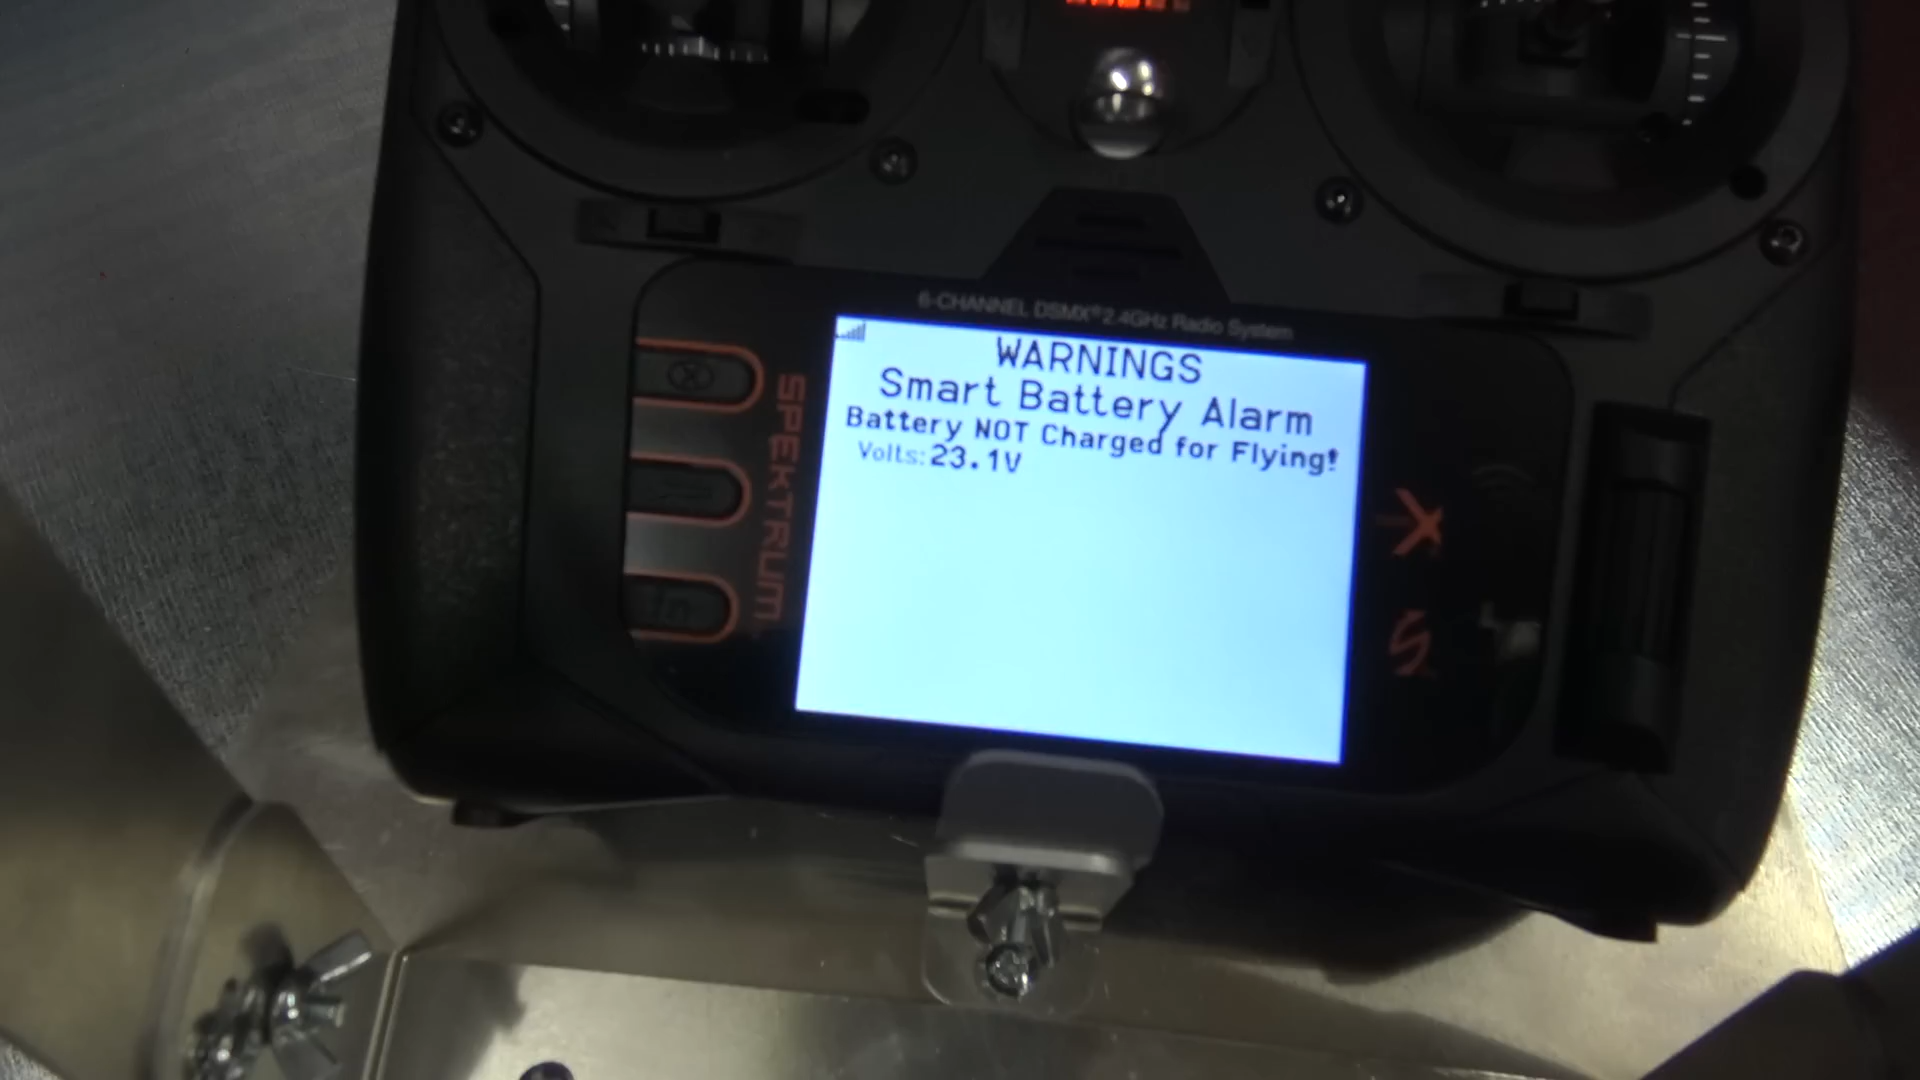 6-CHANNEL DSMX® 2.4GHz Radio System
WARNINGS
Smart Battery Alarm
Battery NOT Charged for Flying!
Volts:23.1V
SPEKTRUM